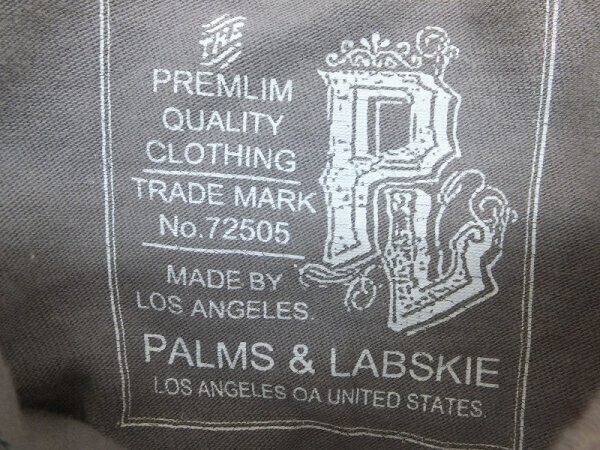 THE
PREMLIM
QUALITY
CLOTHING
TRADE MARK
No.72505
MADE BY
LOS ANGELES.
PL
PALMS & LABSKIE
LOS ANGELES OA UNITED STATES.